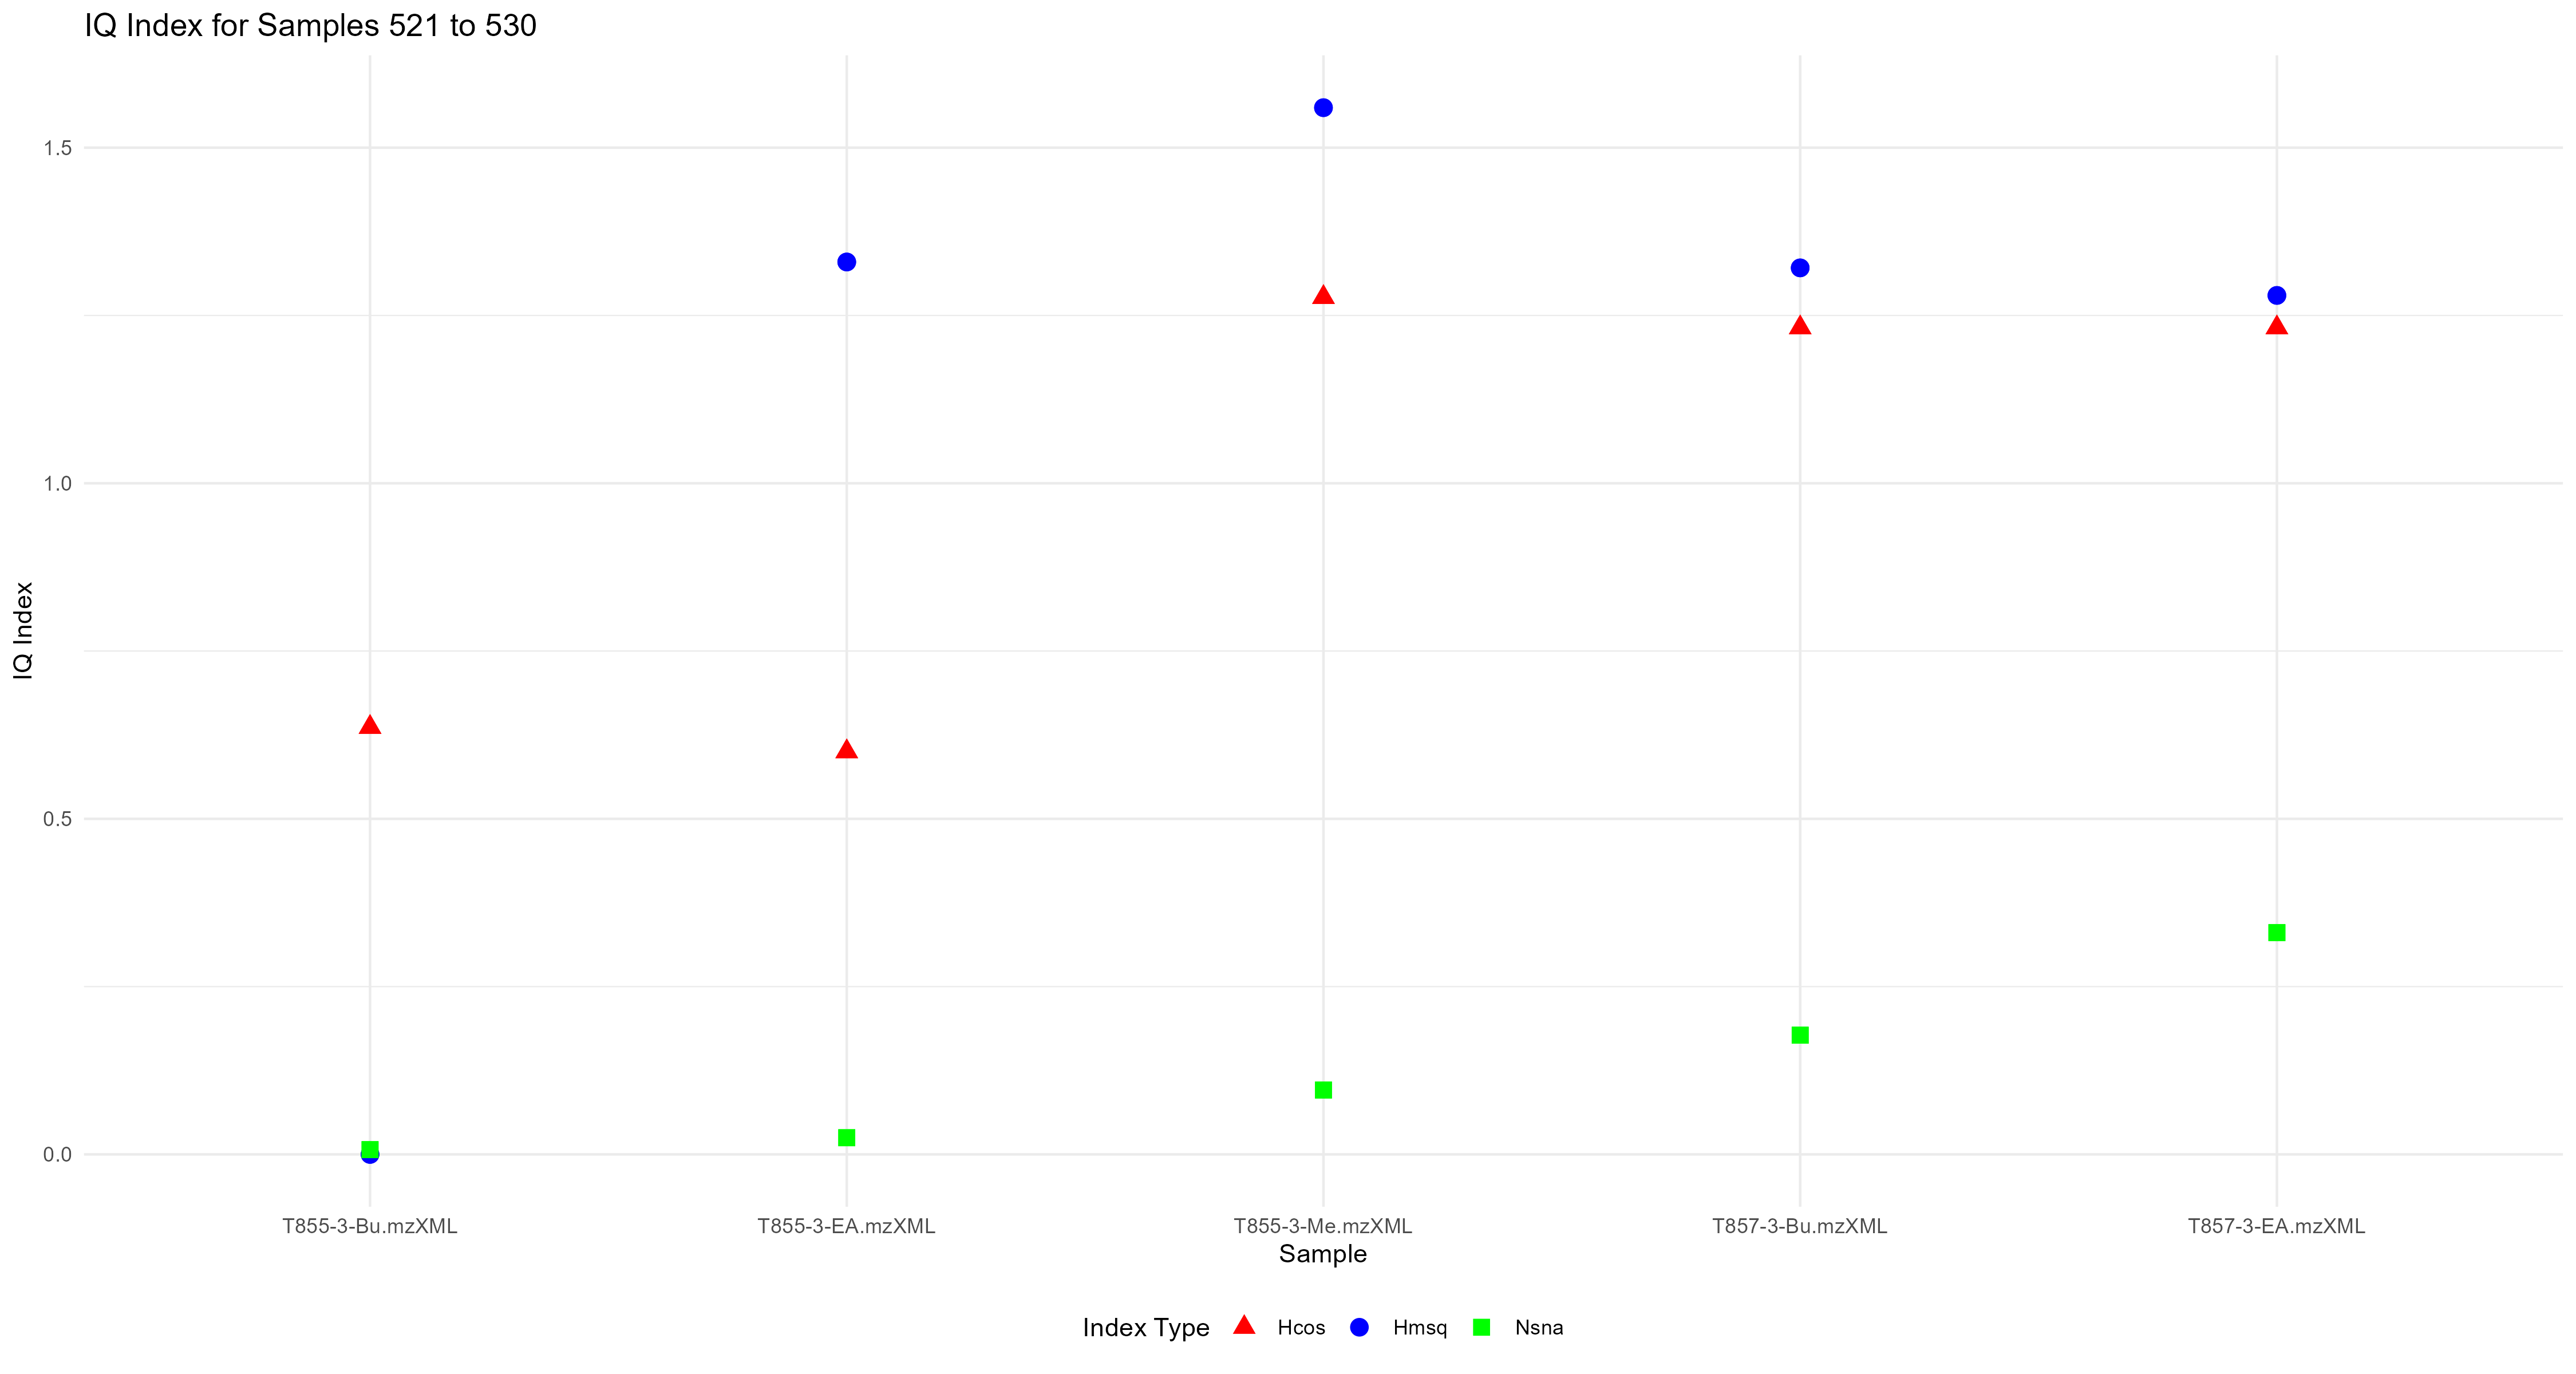 IQ Index for Samples 521 to 530
IQ Index
1.5
1.0
0.5
0.0
T855-3-Bu.mzXML T855-3-EA.mzXML T855-3-Me.mzXML T857-3-Bu.mzXML T857-3-EA.mzXML
Sample
Index Type Hcos Hmsq Nsna